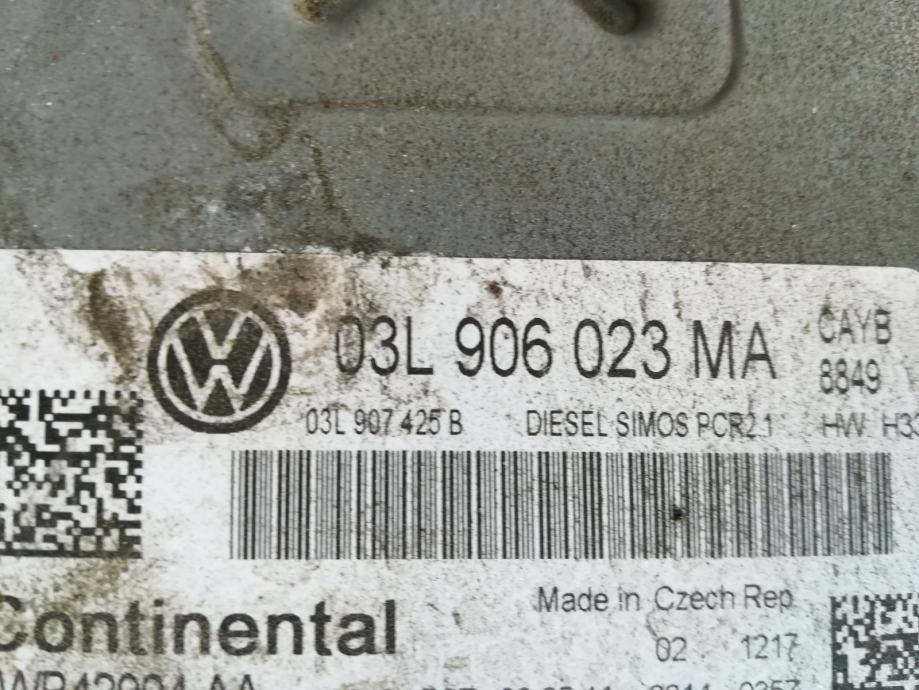 03L 906 023 MA CAYB
8849
03L 907 425 B DIESEL SIMOS PCR2.1 HW: H33
Continental
Made in Czech Rep
02 1217